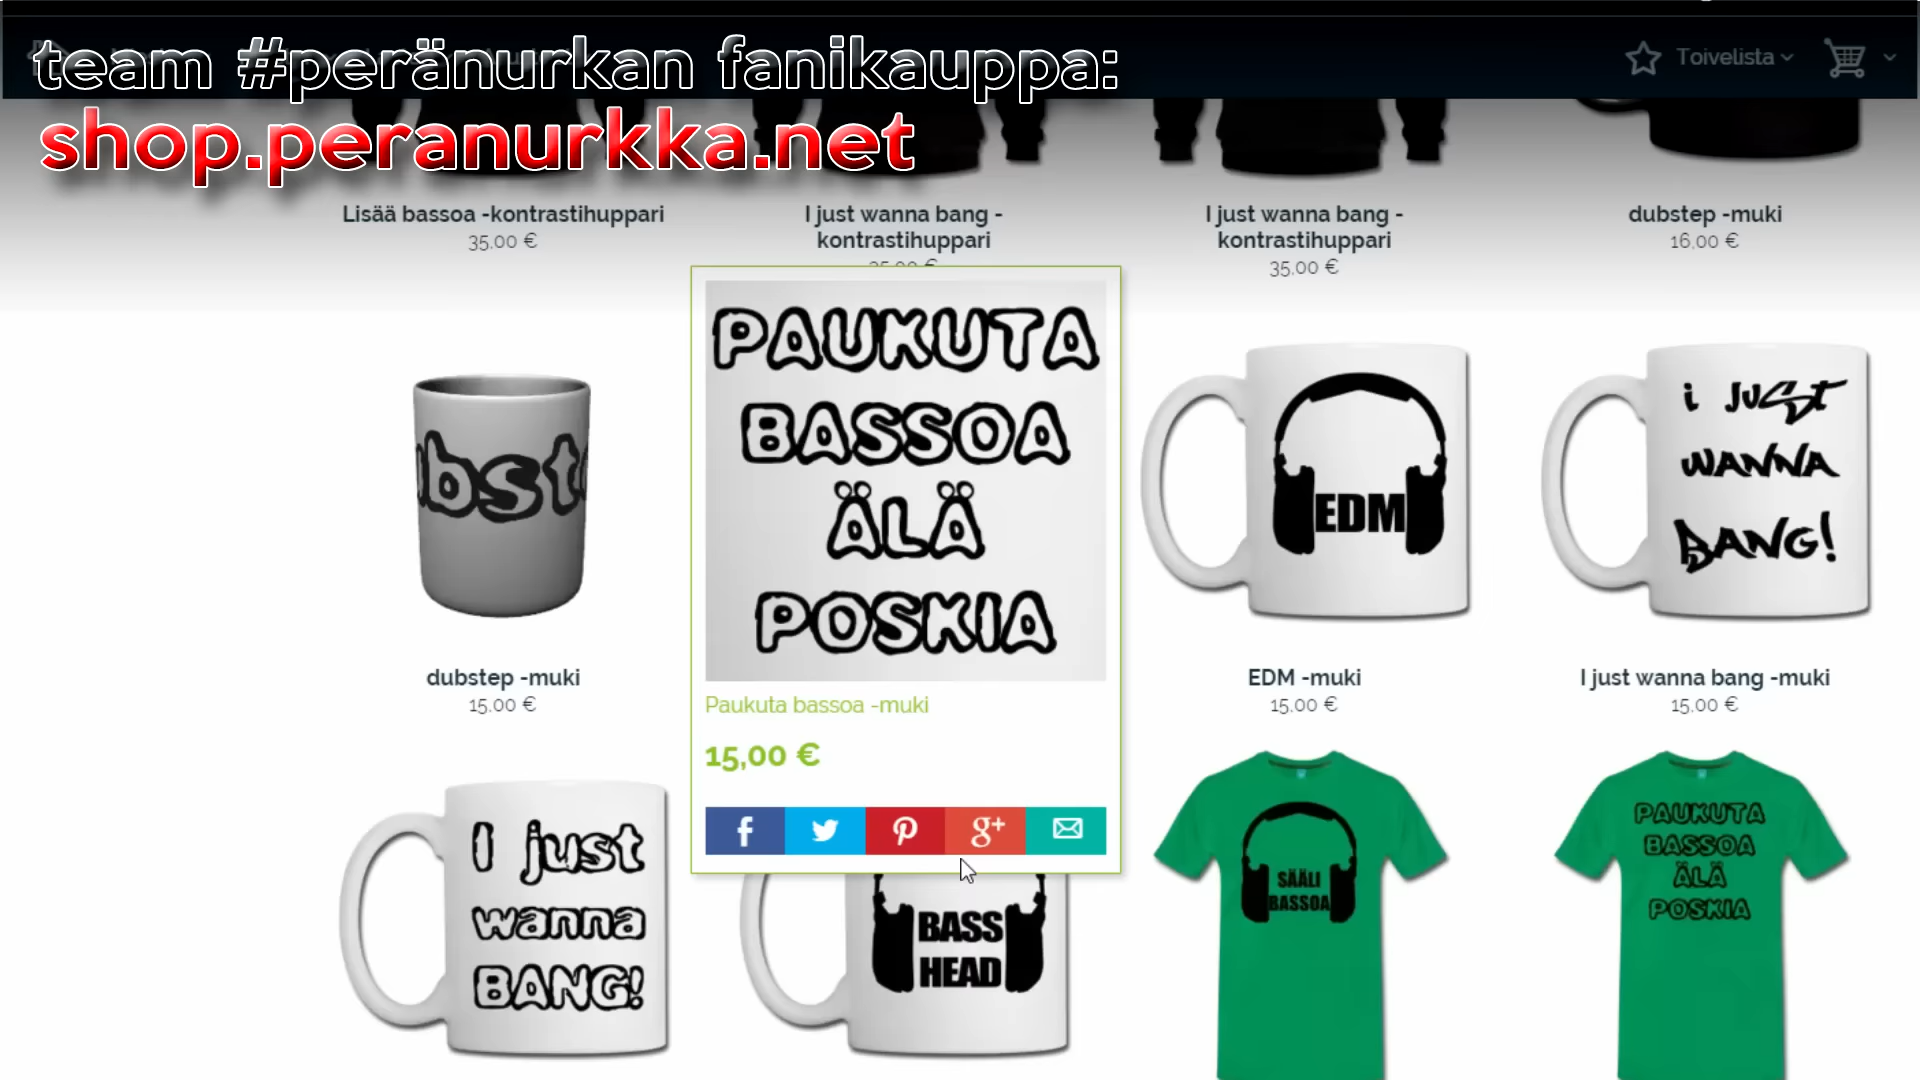 team #peränurkan fanikauppa:
shop.peranurkka.net
Toivelista
Lisää bassoa -kontrastihuppari
35,00 €
I just wanna bang -
kontrastihuppari
35,00 €
I just wanna bang -
kontrastihuppari
35,00 €
dubstep -muki
16,00 €
bst
dubstep -muki
15,00 €
PAUKUTA
BASSOA
ÄLÄ
POSKIA
Paukuta bassoa -muki
15,00 €
f
g+
EDM
EDM -muki
15,00 €
i just
wanna
bang!
I just wanna bang -muki
15,00 €
I just
wanna
BANG!
BASS
HEAD
SÄÄLI
BASSOA
PAUKUTA
BASSOA
ÄLÄ
POSKIA